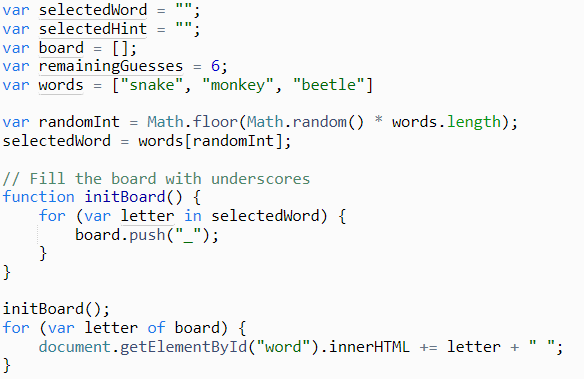 var selectedWord = "";
var selectedHint = "";
var board = [];
var remainingGuesses = 6;
var words = ["snake", "monkey", "beetle"]

var randomInt = Math.floor(Math.random() * words.length);
selectedWord = words[randomInt];

// Fill the board with underscores
function initBoard() {
    for (var letter in selectedWord) {
        board.push("_");
    }
}

initBoard();
for (var letter of board) {
    document.getElementById("word").innerHTML += letter + " ";
}